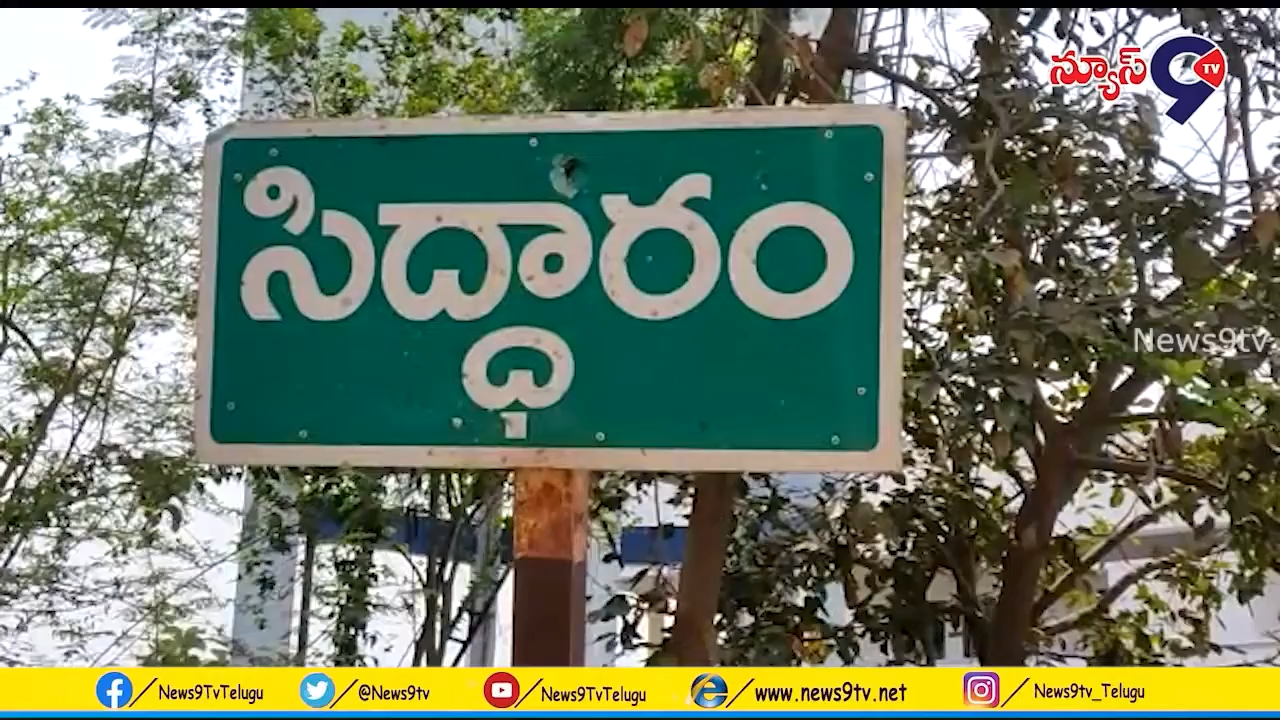 న్యూస్ 9 TV
సిద్ధారం
News9tv
News9TvTelugu @News9tv News9TvTelugu www.news9tv.net News9tv_Telugu